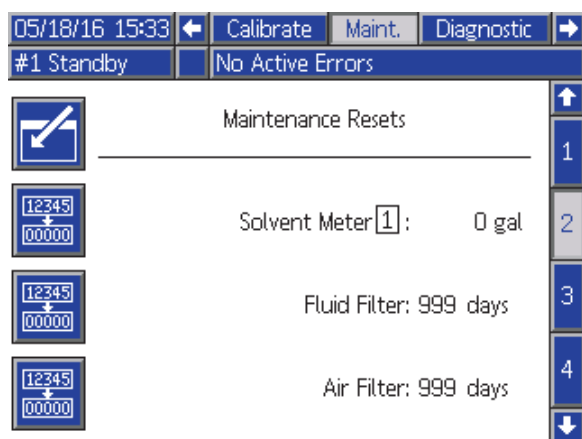 05/18/16 15:33 Calibrate Maint. Diagnostic
#1 Standby No Active Errors
Maintenance Resets
1
12345
00000
Solvent Meter 1 : 0 gal
2
12345
00000
Fluid Filter: 999 days
3
12345
00000
Air Filter: 999 days
4